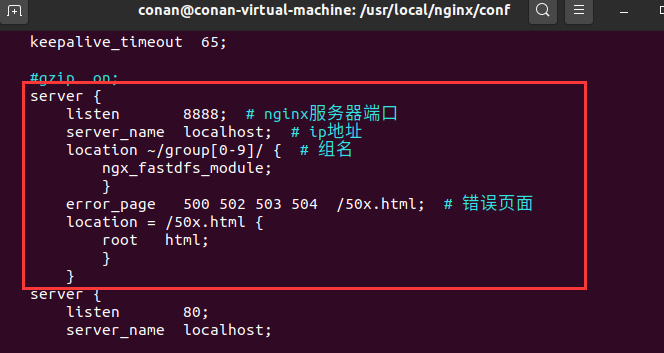 conan@conan-virtual-machine: /usr/local/nginx/conf
keepalive_timeout  65;
#gzip  on;
server {
    listen       8888;  # nginx服务器端口
    server_name  localhost;  # ip地址
    location ~/group[0-9]/ {  # 组名
        ngx_fastdfs_module;
        }
    error_page   500 502 503 504  /50x.html;  # 错误页面
    location = /50x.html {
        root   html;
        }
    }
server {
    listen       80;
    server_name  localhost;